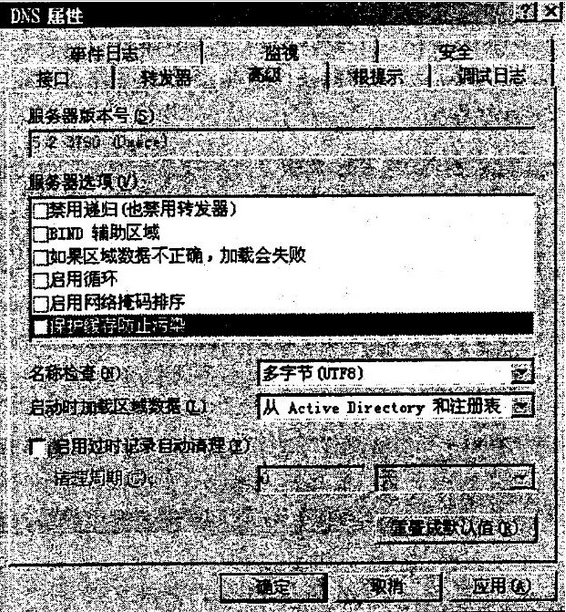 DNS 属性
事件日志 监视 安全
接口 转发器 高级 根提示 调试日志
服务器版本号(S):
5.2 3790 (0xece)
服务器选项(V):
禁用递归(也禁用转发器)
BIND 辅助区域
如果区域数据不正确，加载会失败
启用循环
启用网络掩码排序
保护缓存防止污染
名称检查(N): 多字节(UTF8)
启动时加载区域数据(L): 从 Active Directory 和注册表
启用过时记录自动清理(E)
清理周期(C): 0
重置成默认值(R)
确定 取消 应用(A)